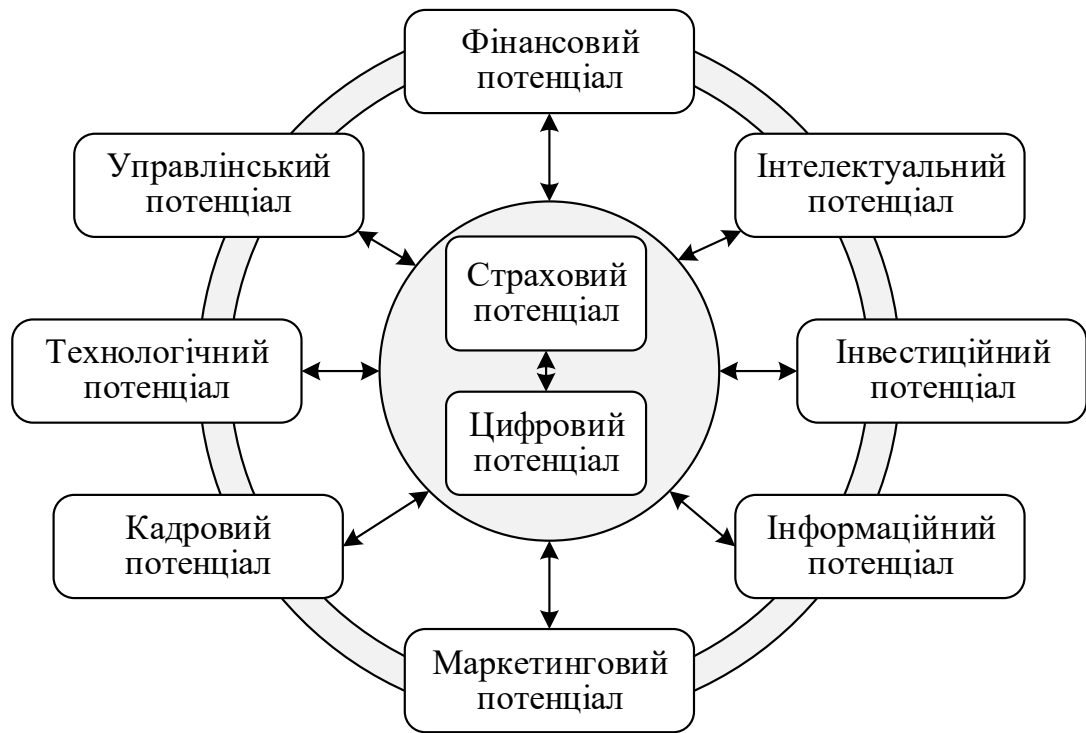 Фінансовий
потенціал
Управлінський
потенціал
Інтелектуальний
потенціал
Страховий
потенціал
Технологічний
потенціал
Інвестиційний
потенціал
Цифровий
потенціал
Кадровий
потенціал
Інформаційний
потенціал
Маркетинговий
потенціал